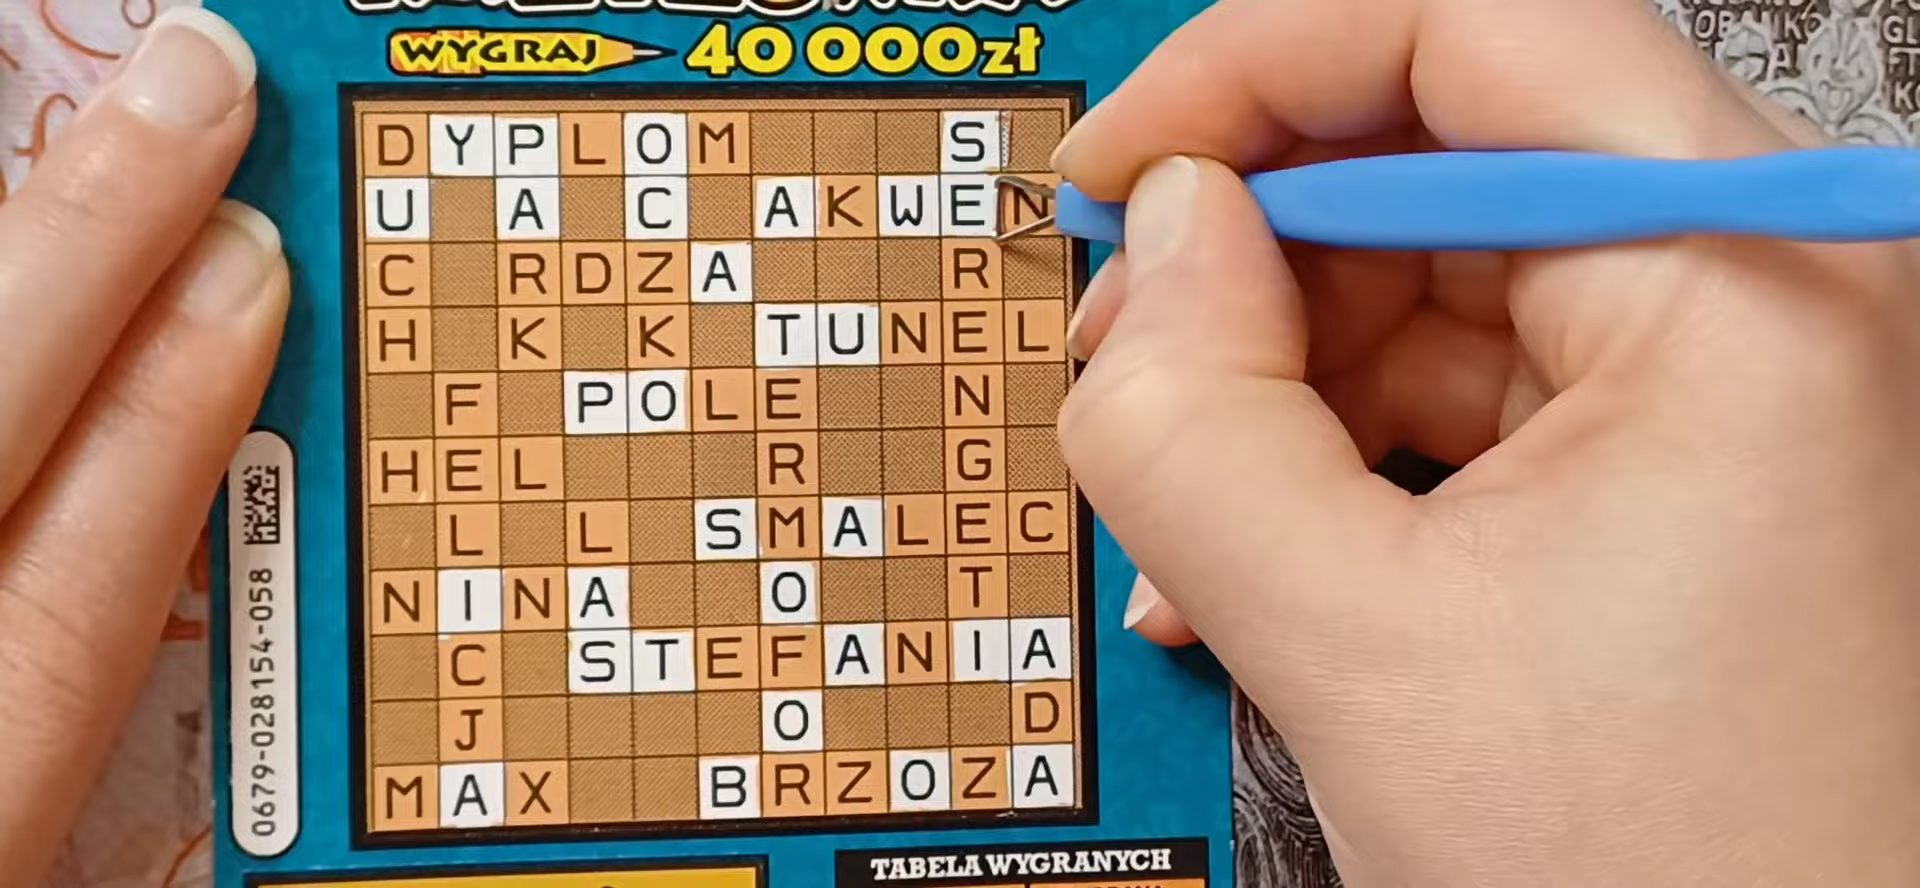 WYGRAJ 40 000zł
DYPLOM S
U A C AKWEN
C RDZA R
H K K TUNEL
F POLE N
HEL R G
L L SMALEC
NINA O T
C STEFANIA
J O D
MAX BRZOZA
0679-028154-058
TABELA WYGRANYCH